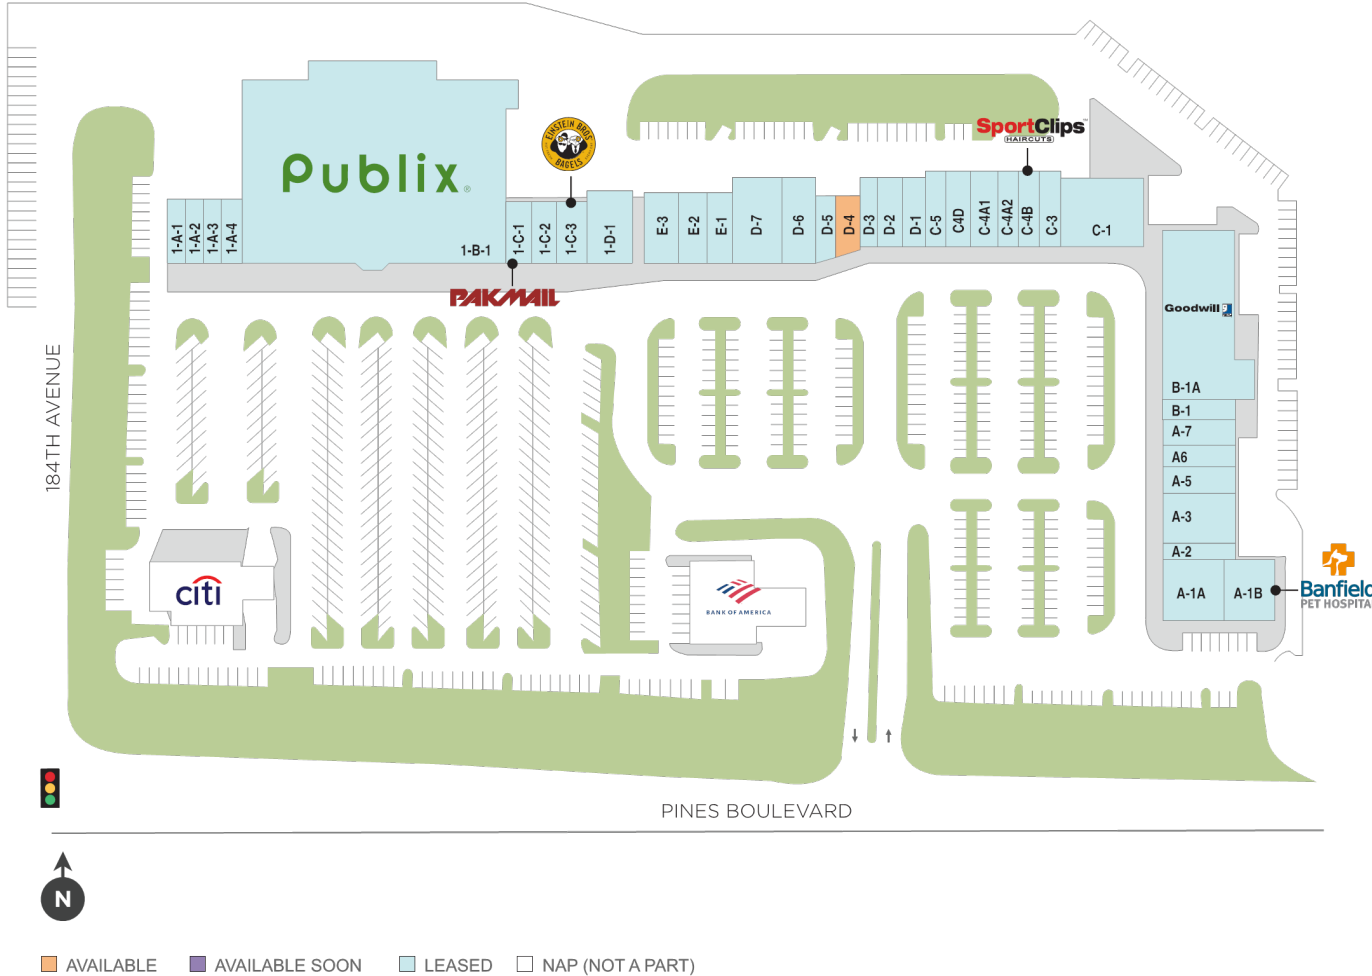 EINSTEIN BROS
BAGELS
SportClips
HAIRCUTS
Publix
1-A-1
1-A-2
1-A-3
1-A-4
1-B-1
1-C-1
1-C-2
1-C-3
1-D-1
E-3
E-2
E-1
D-7
D-6
D-5
D-4
D-3
D-2
D-1
C-5
C4D
C-4A1
C-4A2
C-4B
C-3
C-1
PAKMAIL
Goodwill
B-1A
B-1
A-7
A6
A-5
A-3
A-2
A-1A
A-1B
Banfield
PET HOSPITA
184TH AVENUE
citi
BANK OF AMERICA
PINES BOULEVARD
N
AVAILABLE
AVAILABLE SOON
LEASED
NAP (NOT A PART)